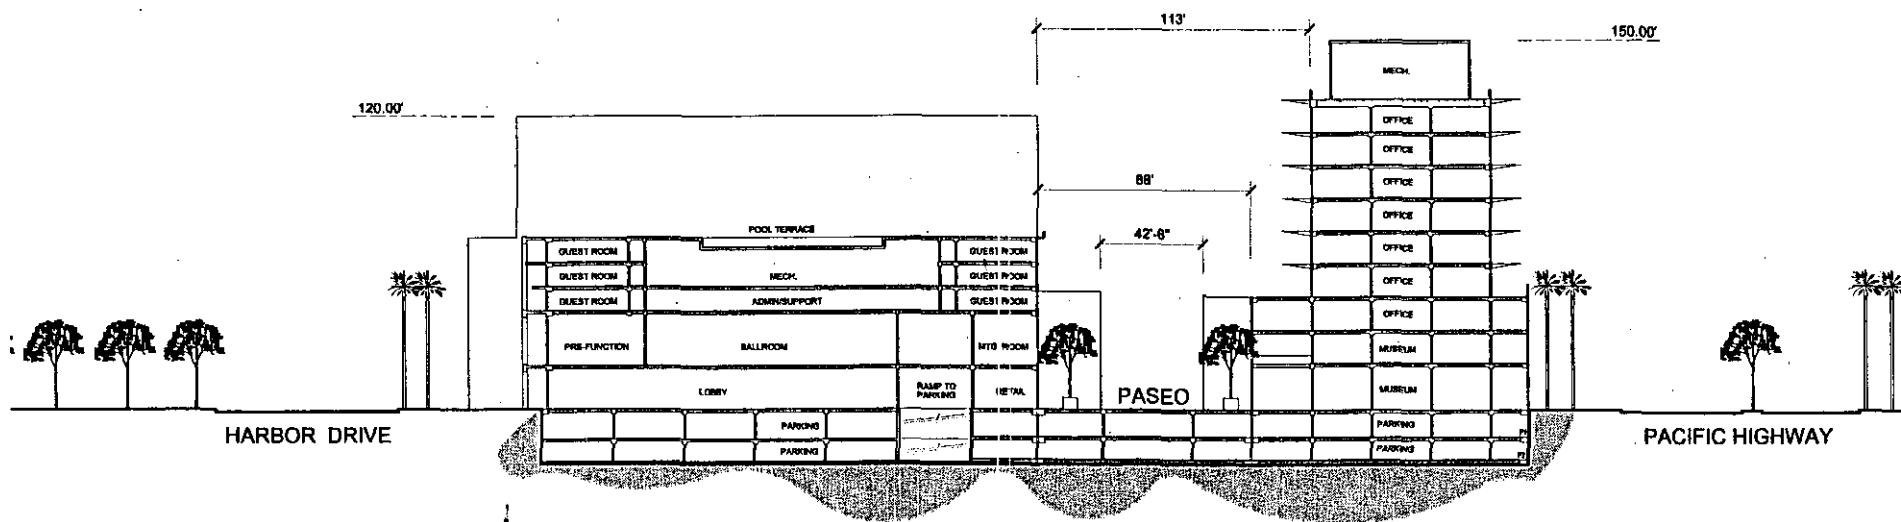 113'
150.00'
MECH.
120.00'
OFFICE
OFFICE
OFFICE
OFFICE
OFFICE
OFFICE
OFFICE
MUSEUM
MUSEUM
PARKING
PARKING
42'-6"
POOL TERRACE
GUEST ROOM
GUEST ROOM
GUEST ROOM
MECH.
GUEST ROOM
GUEST ROOM
ADMIN/SUPPORT
GUEST ROOM
PRE-FUNCTION
BALLROOM
MTG ROOM
LOBBY
RAMP TO
PARKING
RETAIL
PASEO
PARKING
PARKING
P1
P2
HARBOR DRIVE
PACIFIC HIGHWAY